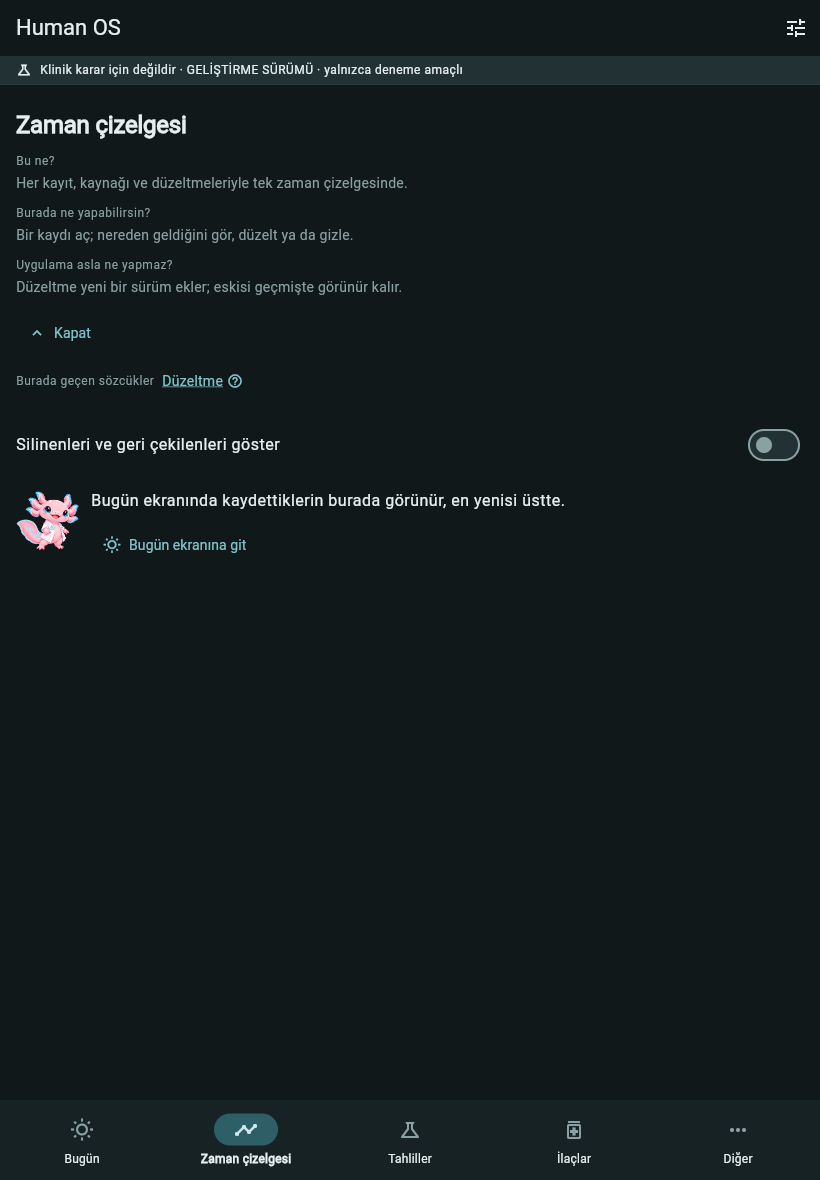 Human OS
Klinik karar için değildir · GELİŞTİRME SÜRÜMÜ · yalnızca deneme amaçlı
Zaman çizelgesi
Bu ne?
Her kayıt, kaynağı ve düzeltmeleriyle tek zaman çizelgesinde.
Burada ne yapabilirsin?
Bir kaydı aç; nereden geldiğini gör, düzelt ya da gizle.
Uygulama asla ne yapmaz?
Düzeltme yeni bir sürüm ekler; eskisi geçmişte görünür kalır.
Kapat
Burada geçen sözcükler Düzeltme
Silinenleri ve geri çekilenleri göster
Bugün ekranında kaydettiklerin burada görünür, en yenisi üstte.
Bugün ekranına git
Bugün
Zaman çizelgesi
Tahliller
İlaçlar
Diğer